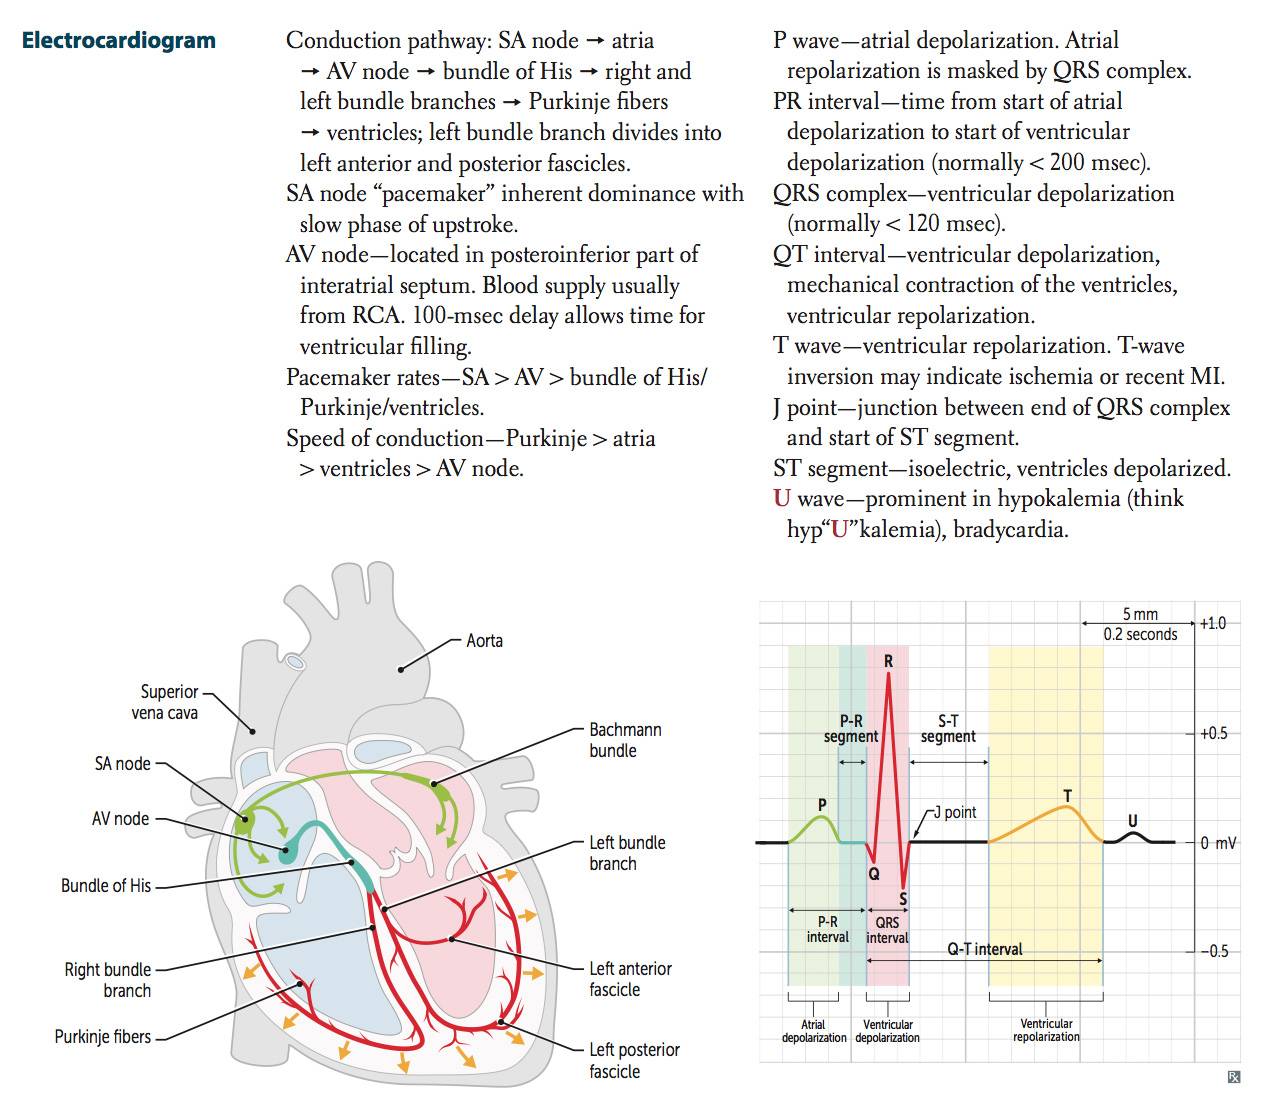 Electrocardiogram
Conduction pathway: SA node → atria
→ AV node → bundle of His → right and
left bundle branches → Purkinje fibers
→ ventricles; left bundle branch divides into
left anterior and posterior fascicles.
SA node “pacemaker” inherent dominance with
slow phase of upstroke.
AV node—located in posteroinferior part of
interatrial septum. Blood supply usually
from RCA. 100-msec delay allows time for
ventricular filling.
Pacemaker rates—SA > AV > bundle of His/
Purkinje/ventricles.
Speed of conduction—Purkinje > atria
> ventricles > AV node.
P wave—atrial depolarization. Atrial
repolarization is masked by QRS complex.
PR interval—time from start of atrial
depolarization to start of ventricular
depolarization (normally < 200 msec).
QRS complex—ventricular depolarization
(normally < 120 msec).
QT interval—ventricular depolarization,
mechanical contraction of the ventricles,
ventricular repolarization.
T wave—ventricular repolarization. T-wave
inversion may indicate ischemia or recent MI.
J point—junction between end of QRS complex
and start of ST segment.
ST segment—isoelectric, ventricles depolarized.
U wave—prominent in hypokalemia (think
hyp“U”kalemia), bradycardia.
Aorta
Superior
vena cava
SA node
AV node
Bundle of His
Right bundle
branch
Purkinje fibers
Bachmann
bundle
Left bundle
branch
Left anterior
fascicle
Left posterior
fascicle
5 mm
0.2 seconds
+1.0
R
P-R
segment
S-T
segment
+0.5
P
J point
T
U
0 mV
Q
S
P-R
interval
QRS
interval
Q-T interval
−0.5
Atrial
depolarization
Ventricular
depolarization
Ventricular
repolarization
Rx